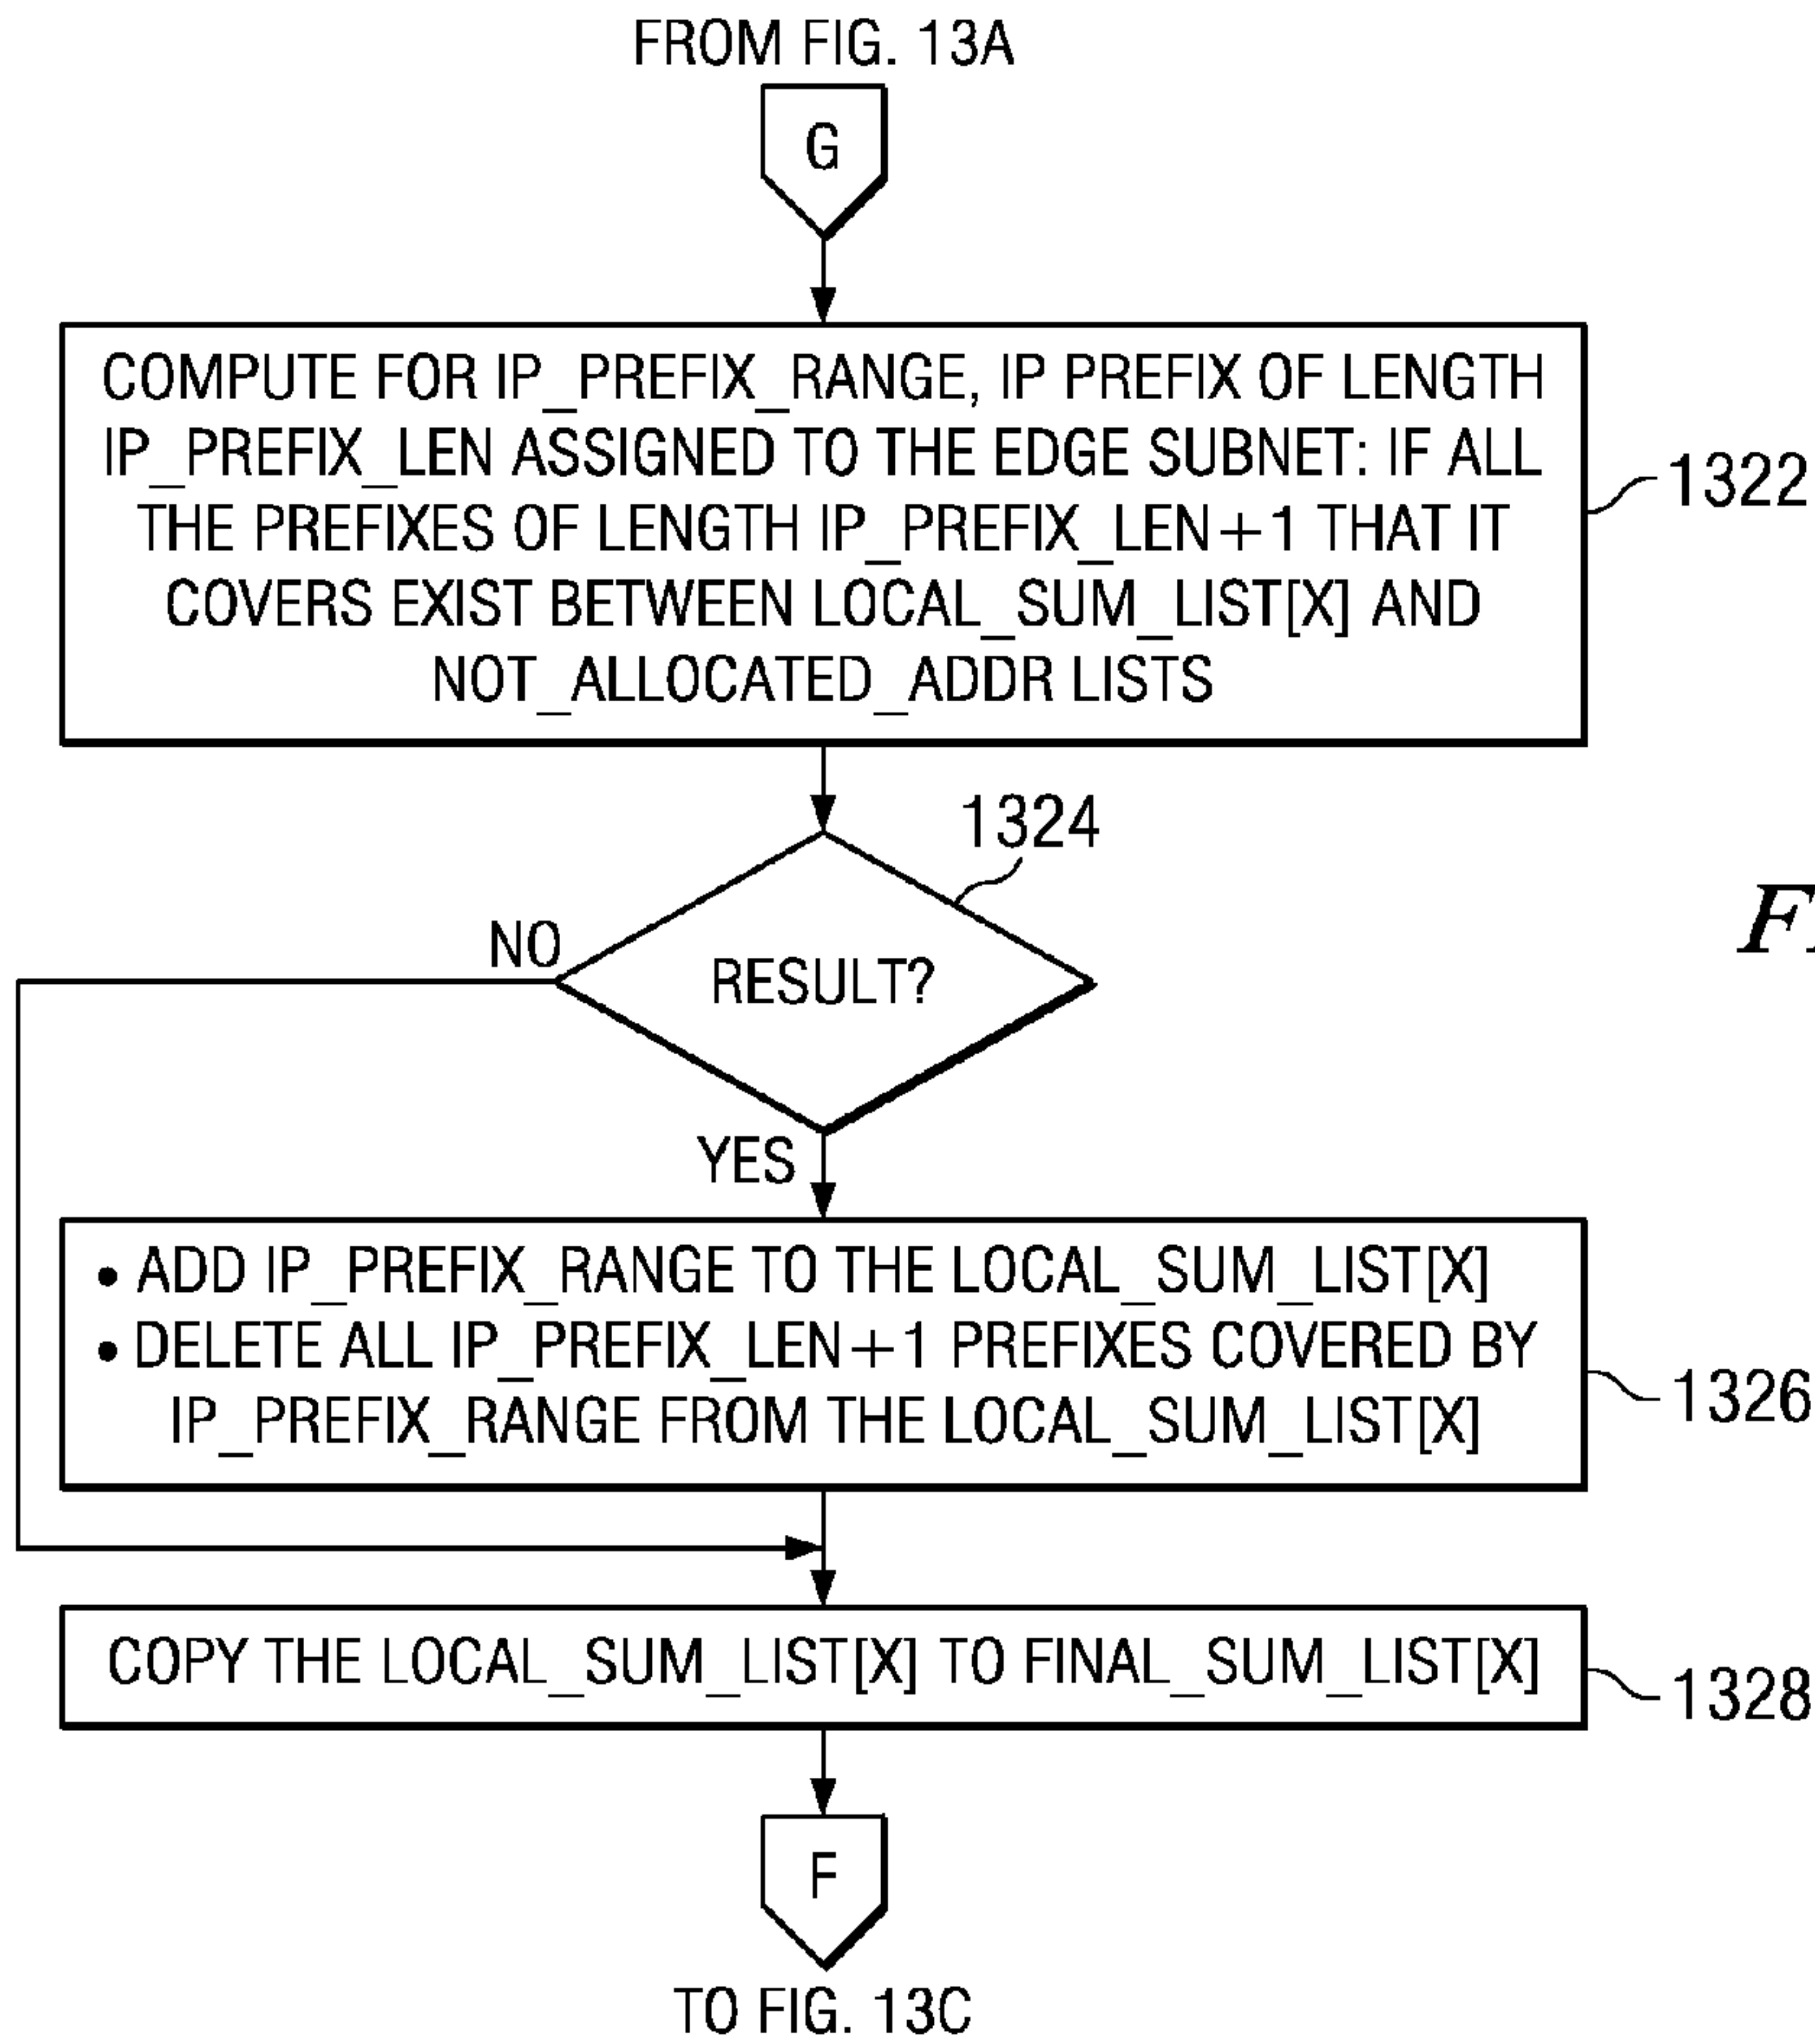 FROM FIG. 13A
G
COMPUTE FOR IP_PREFIX_RANGE, IP PREFIX OF LENGTH
IP_PREFIX_LEN ASSIGNED TO THE EDGE SUBNET: IF ALL
THE PREFIXES OF LENGTH IP_PREFIX_LEN+1 THAT IT
COVERS EXIST BETWEEN LOCAL_SUM_LIST[X] AND
NOT_ALLOCATED_ADDR LISTS
1322
1324
NO
RESULT?
YES
• ADD IP_PREFIX_RANGE TO THE LOCAL_SUM_LIST[X]
• DELETE ALL IP_PREFIX_LEN+1 PREFIXES COVERED BY
IP_PREFIX_RANGE FROM THE LOCAL_SUM_LIST[X]
1326
COPY THE LOCAL_SUM_LIST[X] TO FINAL_SUM_LIST[X]
1328
F
TO FIG. 13C